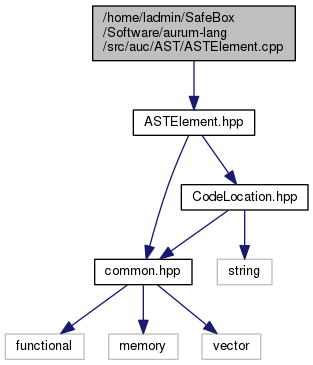 /home/ladmin/SafeBox
/Software/aurum-lang
/src/auc/AST/ASTElement.cpp
ASTElement.hpp
CodeLocation.hpp
common.hpp
string
functional
memory
vector